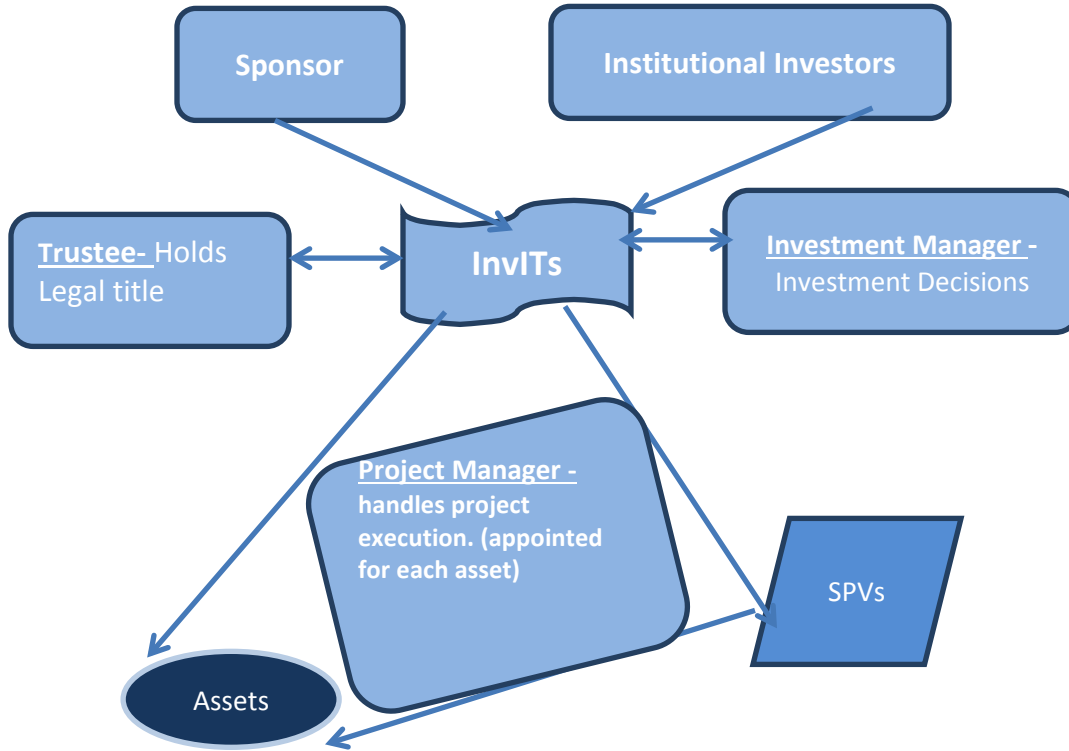 Sponsor
Institutional Investors
Trustee- Holds
Legal title
InvITs
Investment Manager -
Investment Decisions
Project Manager -
handles project
execution. (appointed
for each asset)
SPVs
Assets